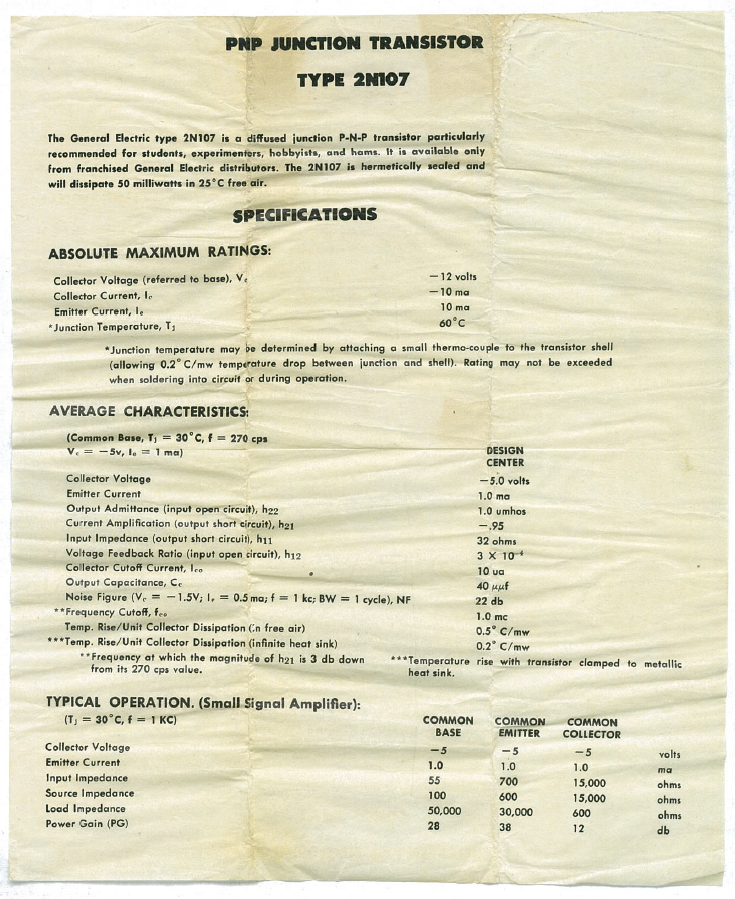 PNP JUNCTION TRANSISTOR
TYPE 2N107
The General Electric type 2N107 is a diffused junction P-N-P transistor particularly
recommended for students, experimenters, hobbyists, and hams. It is available only
from franchised General Electric distributors. The 2N107 is hermetically sealed and
will dissipate 50 milliwatts in 25°C free air.
SPECIFICATIONS
ABSOLUTE MAXIMUM RATINGS:
Collector Voltage (referred to base), Vc −12 volts
Collector Current, Ic −10 ma
Emitter Current, Ie 10 ma
*Junction Temperature, TJ 60°C
*Junction temperature may be determined by attaching a small thermo-couple to the transistor shell
(allowing 0.2°C/mw temperature drop between junction and shell). Rating may not be exceeded
when soldering into circuit or during operation.
AVERAGE CHARACTERISTICS:
(Common Base, TJ = 30°C, f = 270 cps
Vc = −5v, Ie = 1 ma)
DESIGN
CENTER
Collector Voltage −5.0 volts
Emitter Current 1.0 ma
Output Admittance (input open circuit), h22 1.0 umhos
Current Amplification (output short circuit), h21 −.95
Input Impedance (output short circuit), h11 32 ohms
Voltage Feedback Ratio (input open circuit), h12 3 X 10
Collector Cutoff Current, Ico 10 ua
Output Capacitance, Cc 40 μμf
Noise Figure (Vc = −1.5V; Ie = 0.5 ma; f = 1 kc; BW = 1 cycle), NF 22 db
**Frequency Cutoff, fco 1.0 mc
Temp. Rise/Unit Collector Dissipation (in free air) 0.5° C/mw
***Temp. Rise/Unit Collector Dissipation (infinite heat sink) 0.2° C/mw
**Frequency at which the magnitude of h21 is 3 db down
from its 270 cps value.
***Temperature rise with transistor clamped to metallic
heat sink.
TYPICAL OPERATION. (Small Signal Amplifier):
(TJ = 30°C, f = 1 KC)
COMMON COMMON COMMON
BASE EMITTER COLLECTOR
Collector Voltage −5 −5 −5 volts
Emitter Current 1.0 1.0 1.0 ma
Input Impedance 55 700 15,000 ohms
Source Impedance 100 600 15,000 ohms
Load Impedance 50,000 30,000 600 ohms
Power Gain (PG) 28 38 12 db